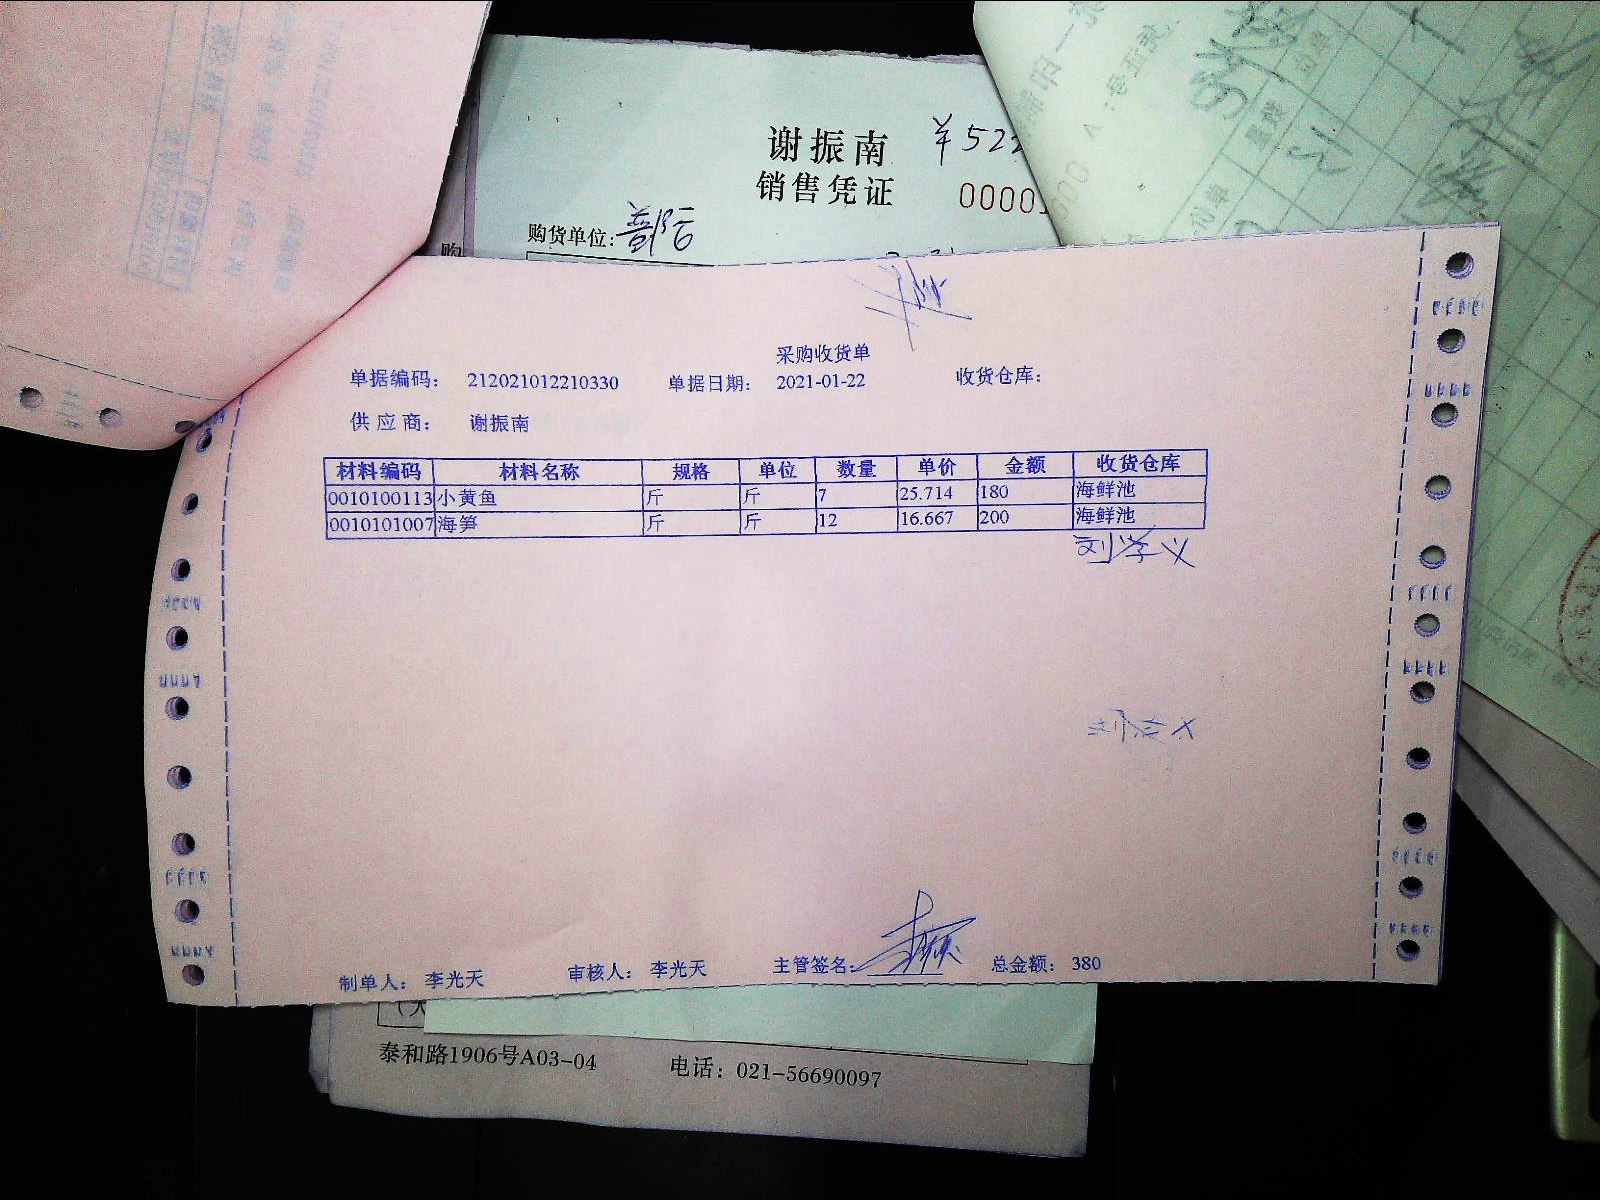 谢振南
销售凭证
¥522
0000
购货单位:
购
采购收货单
单据编码: 212021012210330 单据日期: 2021-01-22 收货仓库:
供应商: 谢振南
材料编码 材料名称 规格 单位 数量 单价 金额 收货仓库
0010100113 小黄鱼 斤 斤 7 25.714 180 海鲜池
0010101007 海笋 斤 斤 12 16.667 200 海鲜池
刘学义
制单人: 李光天 审核人: 李光天 主管签名: 总金额: 380
泰和路1906号A03-04 电话: 021-56690097